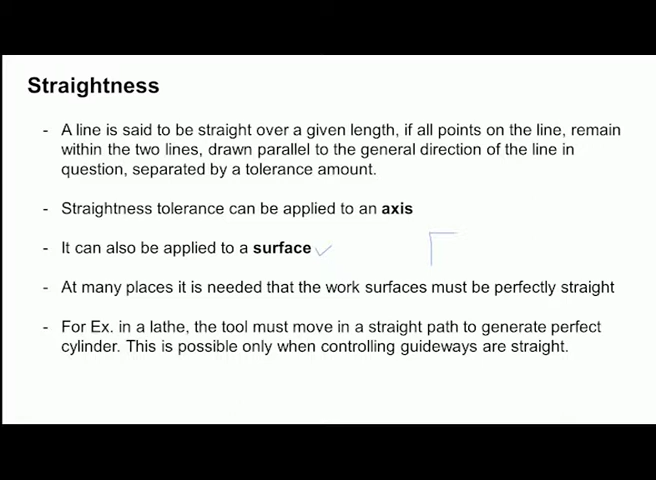 Straightness
- A line is said to be straight over a given length, if all points on the line, remain
within the two lines, drawn parallel to the general direction of the line in
question, separated by a tolerance amount.
- Straightness tolerance can be applied to an axis
- It can also be applied to a surface
- At many places it is needed that the work surfaces must be perfectly straight
- For Ex. in a lathe, the tool must move in a straight path to generate perfect
cylinder. This is possible only when controlling guideways are straight.